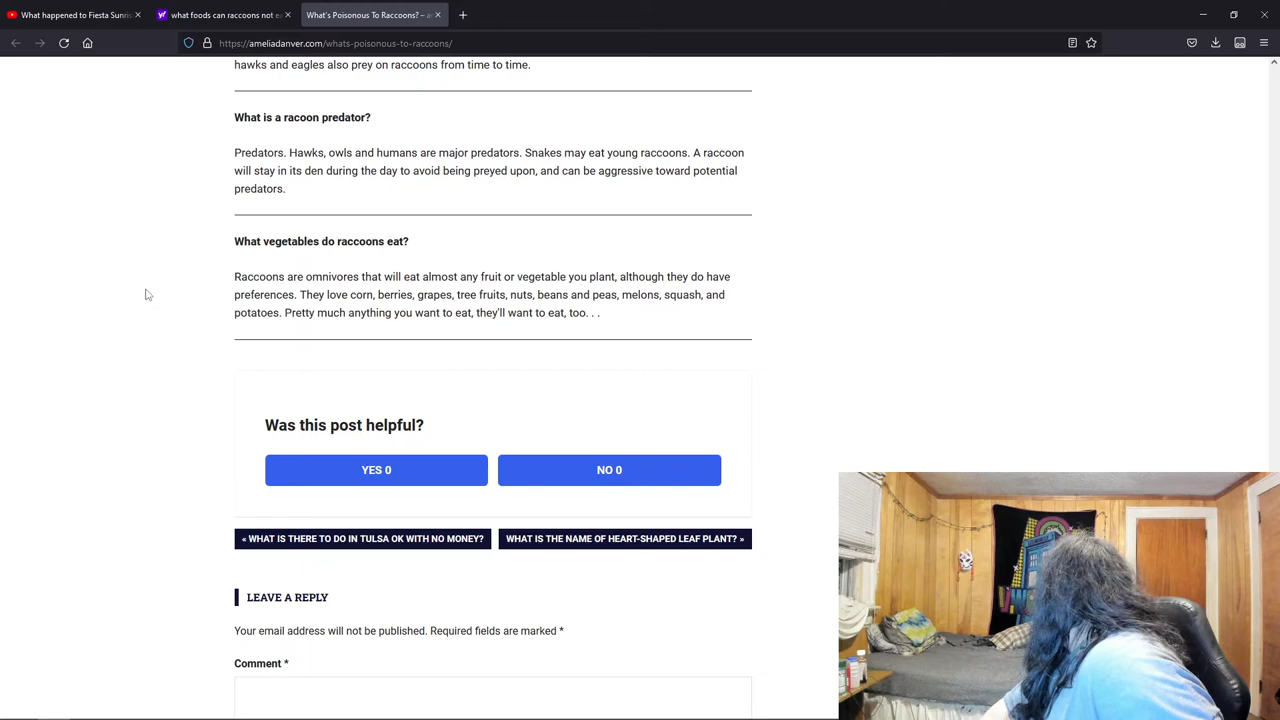 What happened to Fiesta Sunris
what foods can raccoons not ea
What's Poisonous To Raccoons? – a
https://ameliadanver.com/whats-poisonous-to-raccoons/
hawks and eagles also prey on raccoons from time to time.
What is a racoon predator?
Predators. Hawks, owls and humans are major predators. Snakes may eat young raccoons. A raccoon
will stay in its den during the day to avoid being preyed upon, and can be aggressive toward potential
predators.
What vegetables do raccoons eat?
Raccoons are omnivores that will eat almost any fruit or vegetable you plant, although they do have
preferences. They love corn, berries, grapes, tree fruits, nuts, beans and peas, melons, squash, and
potatoes. Pretty much anything you want to eat, they'll want to eat, too. . .
Was this post helpful?
YES 0
NO 0
« WHAT IS THERE TO DO IN TULSA OK WITH NO MONEY?
WHAT IS THE NAME OF HEART-SHAPED LEAF PLANT? »
LEAVE A REPLY
Your email address will not be published. Required fields are marked *
Comment *